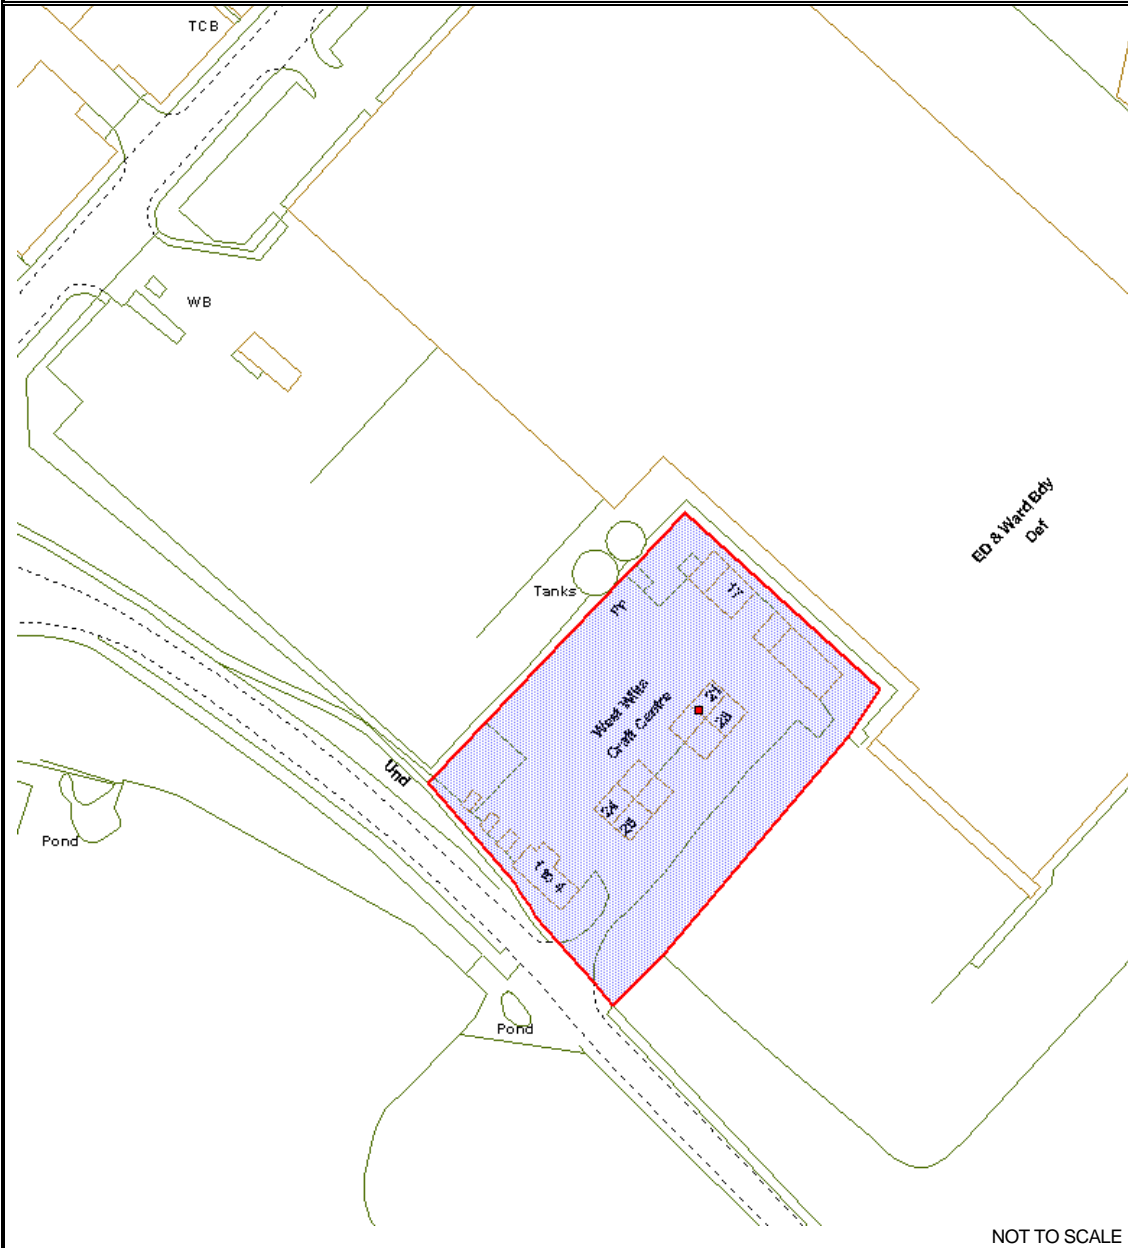 TCB
WB
ED & Ward Bdy
Def
Tanks
PP
17
West Wilts
Craft Centre
21
23
Und
24
Pond
1 to 4
Pond
NOT TO SCALE